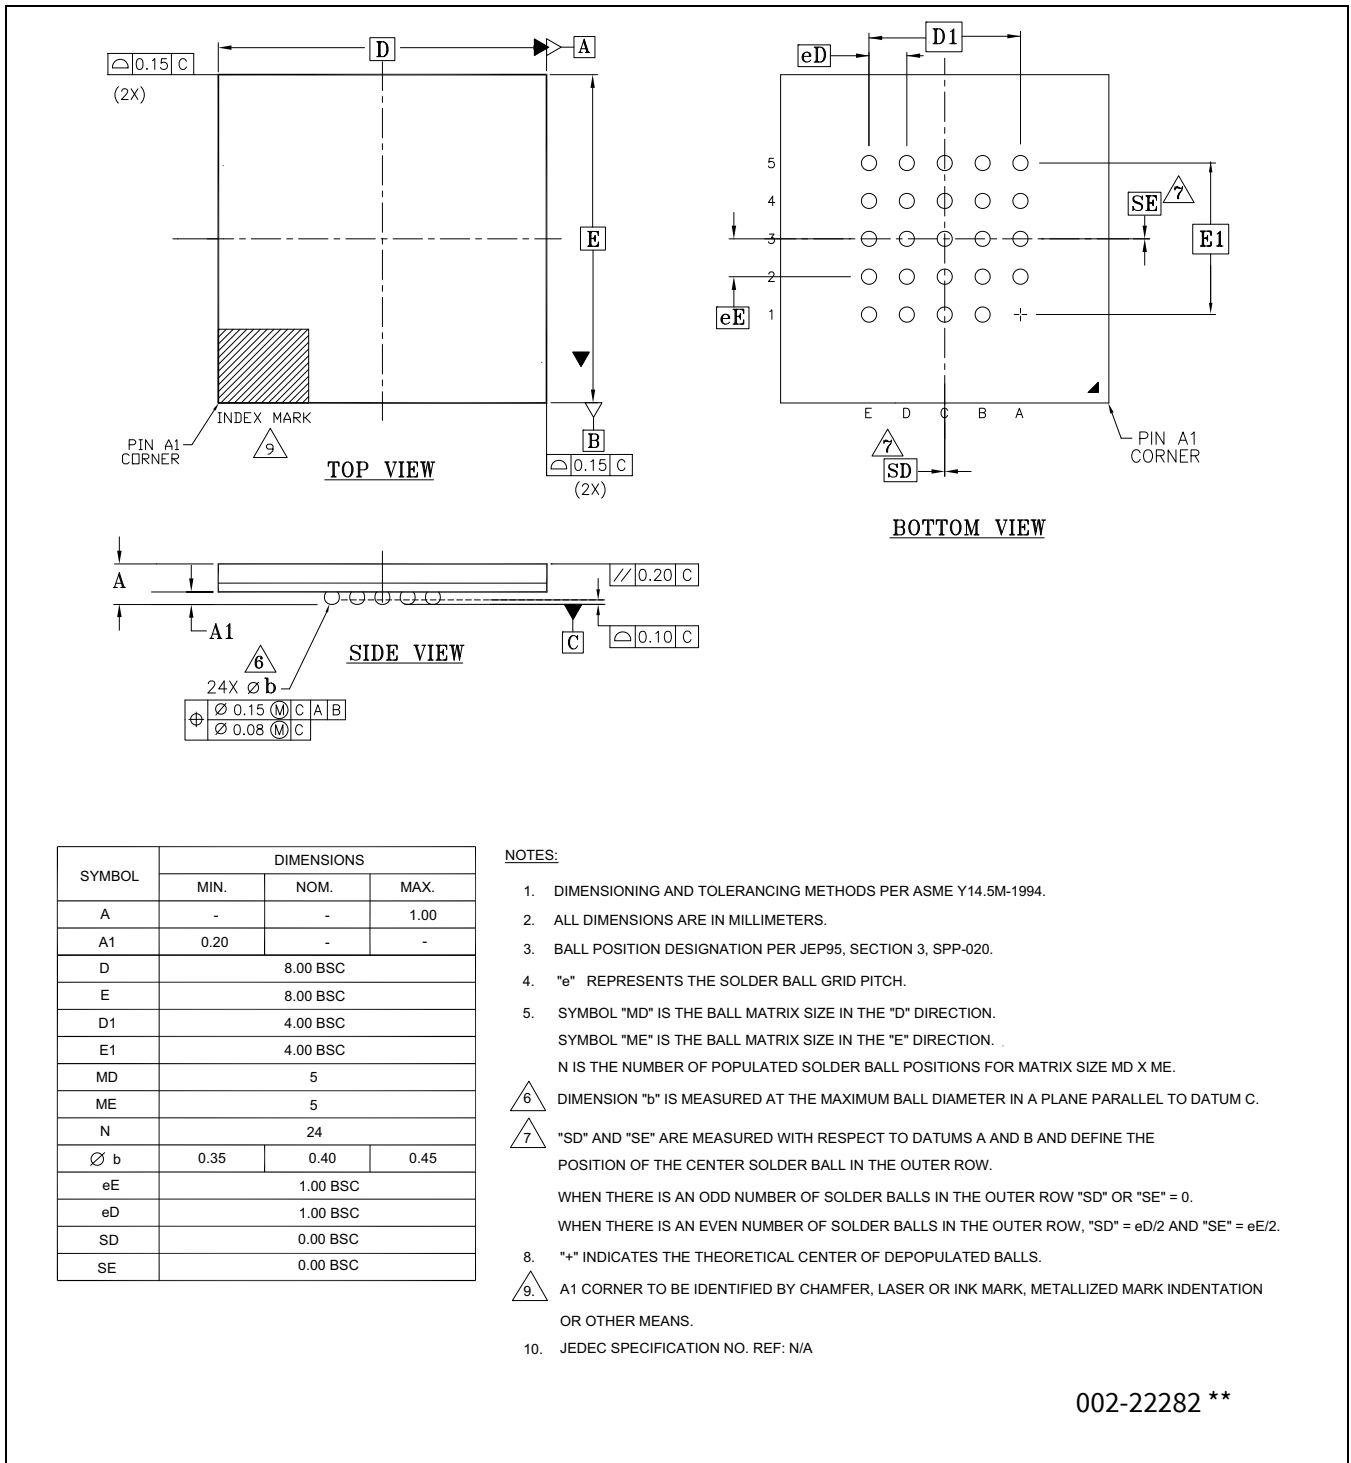 D
A
⌓ 0.15 C
(2X)
E
INDEX MARK
9
PIN A1
CORNER
B
⌓ 0.15 C
(2X)
TOP VIEW
D1
eD
5
4
3
2
1
SE
7
E1
eE
E D C B A
7
SD
PIN A1
CORNER
BOTTOM VIEW
A
A1
// 0.20 C
⌓ 0.10 C
C
SIDE VIEW
6
24X ⌀ b
⌖ ⌀ 0.15 Ⓜ C A B
⌀ 0.08 Ⓜ C
SYMBOL DIMENSIONS
MIN. NOM. MAX.
A - - 1.00
A1 0.20 - -
D 8.00 BSC
E 8.00 BSC
D1 4.00 BSC
E1 4.00 BSC
MD 5
ME 5
N 24
⌀ b 0.35 0.40 0.45
eE 1.00 BSC
eD 1.00 BSC
SD 0.00 BSC
SE 0.00 BSC
NOTES:
1. DIMENSIONING AND TOLERANCING METHODS PER ASME Y14.5M-1994.
2. ALL DIMENSIONS ARE IN MILLIMETERS.
3. BALL POSITION DESIGNATION PER JEP95, SECTION 3, SPP-020.
4. "e" REPRESENTS THE SOLDER BALL GRID PITCH.
5. SYMBOL "MD" IS THE BALL MATRIX SIZE IN THE "D" DIRECTION.
SYMBOL "ME" IS THE BALL MATRIX SIZE IN THE "E" DIRECTION.
N IS THE NUMBER OF POPULATED SOLDER BALL POSITIONS FOR MATRIX SIZE MD X ME.
6 DIMENSION "b" IS MEASURED AT THE MAXIMUM BALL DIAMETER IN A PLANE PARALLEL TO DATUM C.
7 "SD" AND "SE" ARE MEASURED WITH RESPECT TO DATUMS A AND B AND DEFINE THE
POSITION OF THE CENTER SOLDER BALL IN THE OUTER ROW.
WHEN THERE IS AN ODD NUMBER OF SOLDER BALLS IN THE OUTER ROW "SD" OR "SE" = 0.
WHEN THERE IS AN EVEN NUMBER OF SOLDER BALLS IN THE OUTER ROW, "SD" = eD/2 AND "SE" = eE/2.
8. "+" INDICATES THE THEORETICAL CENTER OF DEPOPULATED BALLS.
9. A1 CORNER TO BE IDENTIFIED BY CHAMFER, LASER OR INK MARK, METALLIZED MARK INDENTATION
OR OTHER MEANS.
10. JEDEC SPECIFICATION NO. REF: N/A
002-22282 **